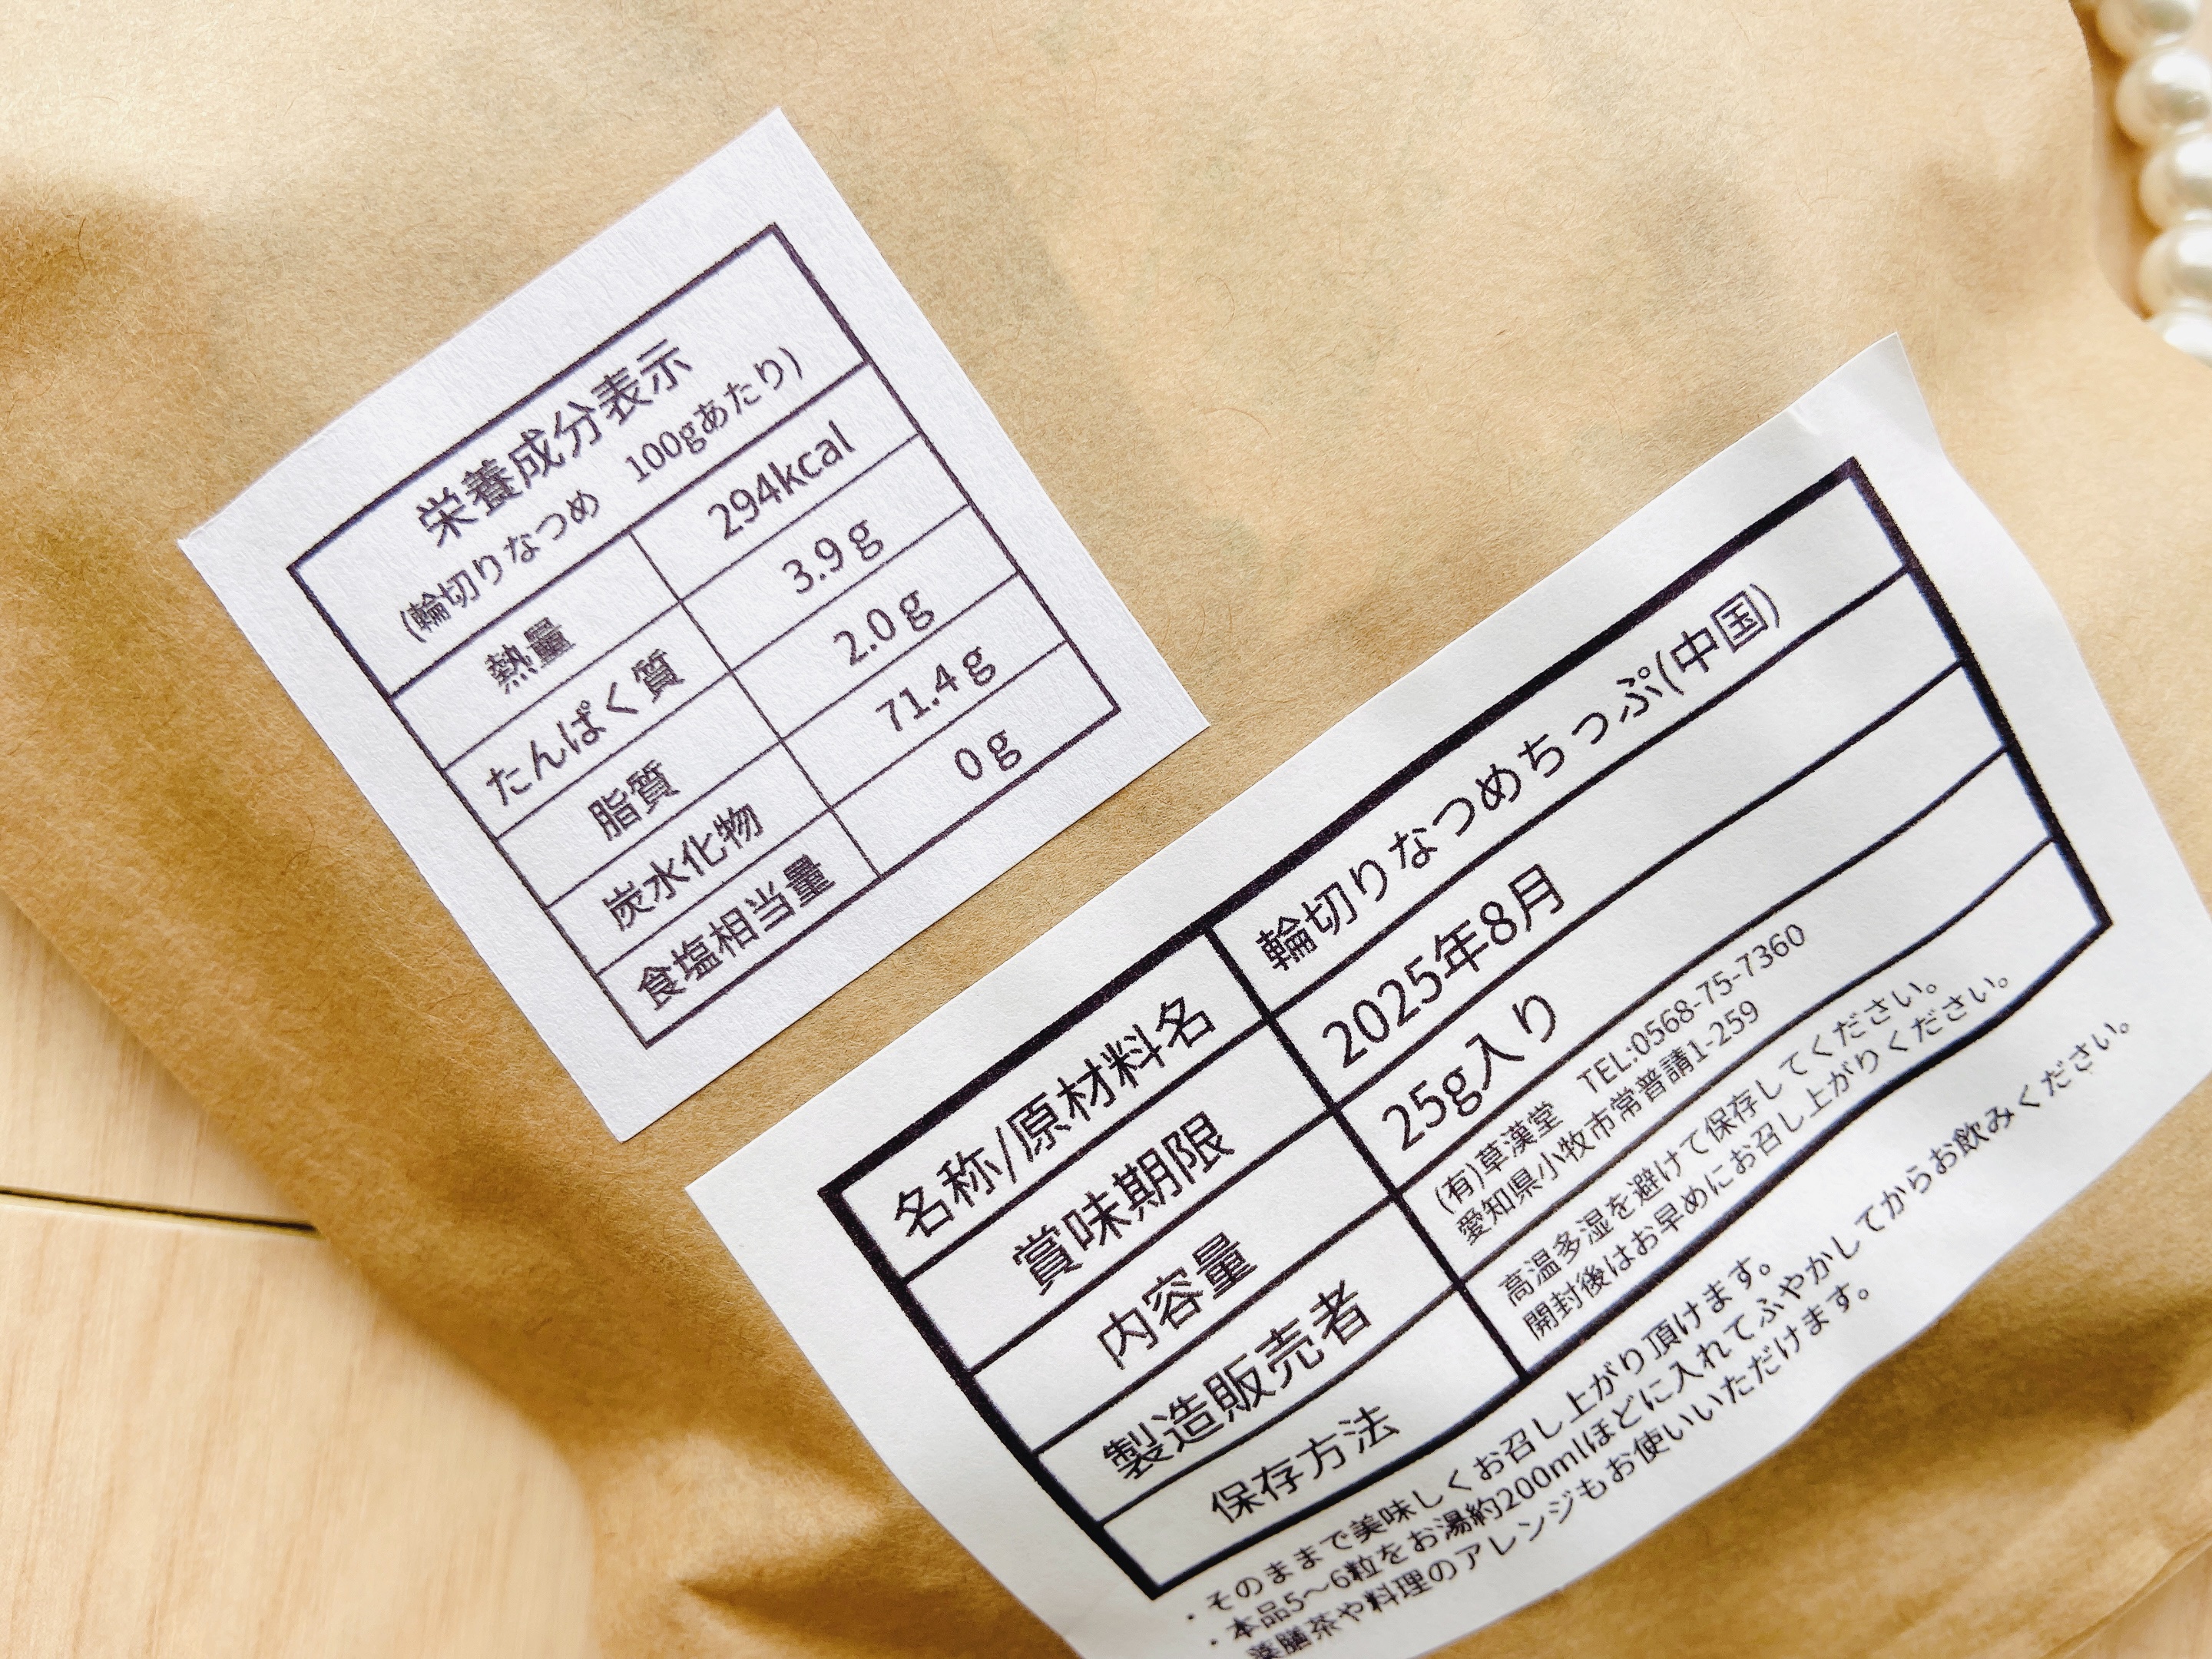 栄養成分表示
(輪切りなつめ 100gあたり)
熱量 294kcal
たんぱく質 3.9g
脂質 2.0g
炭水化物 71.4g
食塩相当量 0g
名称/原材料名 輪切りなつめちっぷ(中国)
賞味期限 2025年8月
内容量 25g入り
製造販売者 (有)草漢堂 TEL:0568-75-7360
愛知県小牧市常普請1-259
保存方法 高温多湿を避けて保存してください。
開封後はお早めにお召し上がりください。
・そのままで美味しくお召し上がり頂けます。
・本品5〜6粒をお湯約200mlほどに入れてふやかしてからお飲みください。
薬膳茶や料理のアレンジもお使いいただけます。